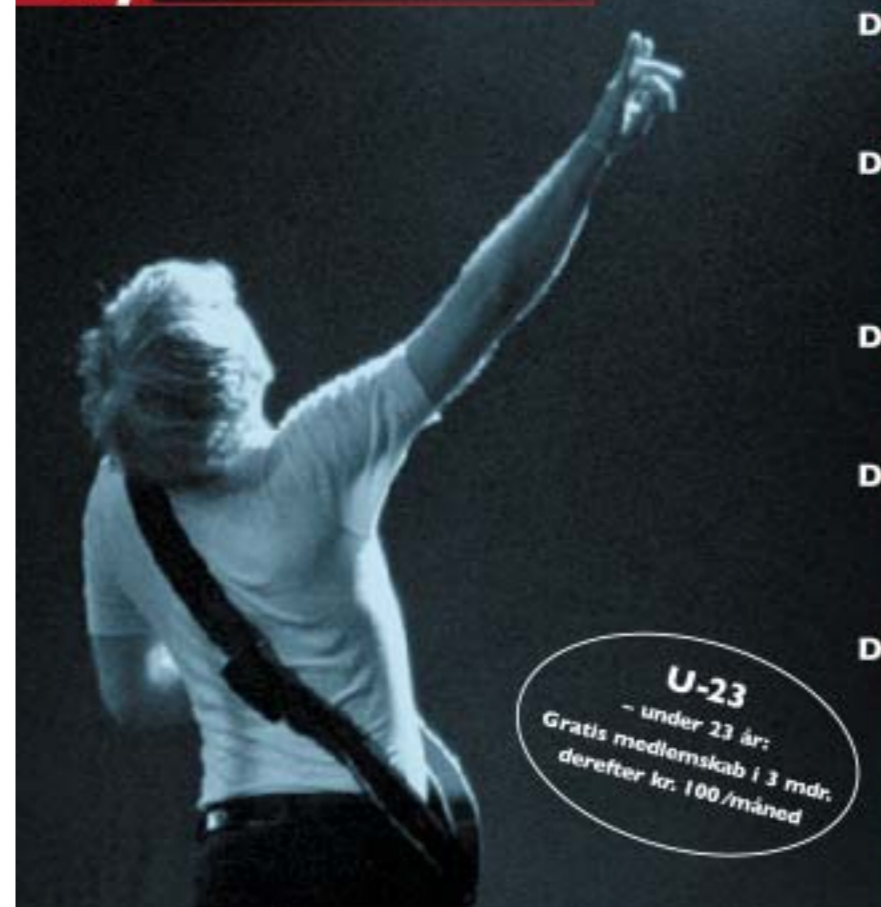 D
D
D
D
D
U-23
– under 23 år:
Gratis medlemskab i 3 mdr.
derefter kr. 100/måned